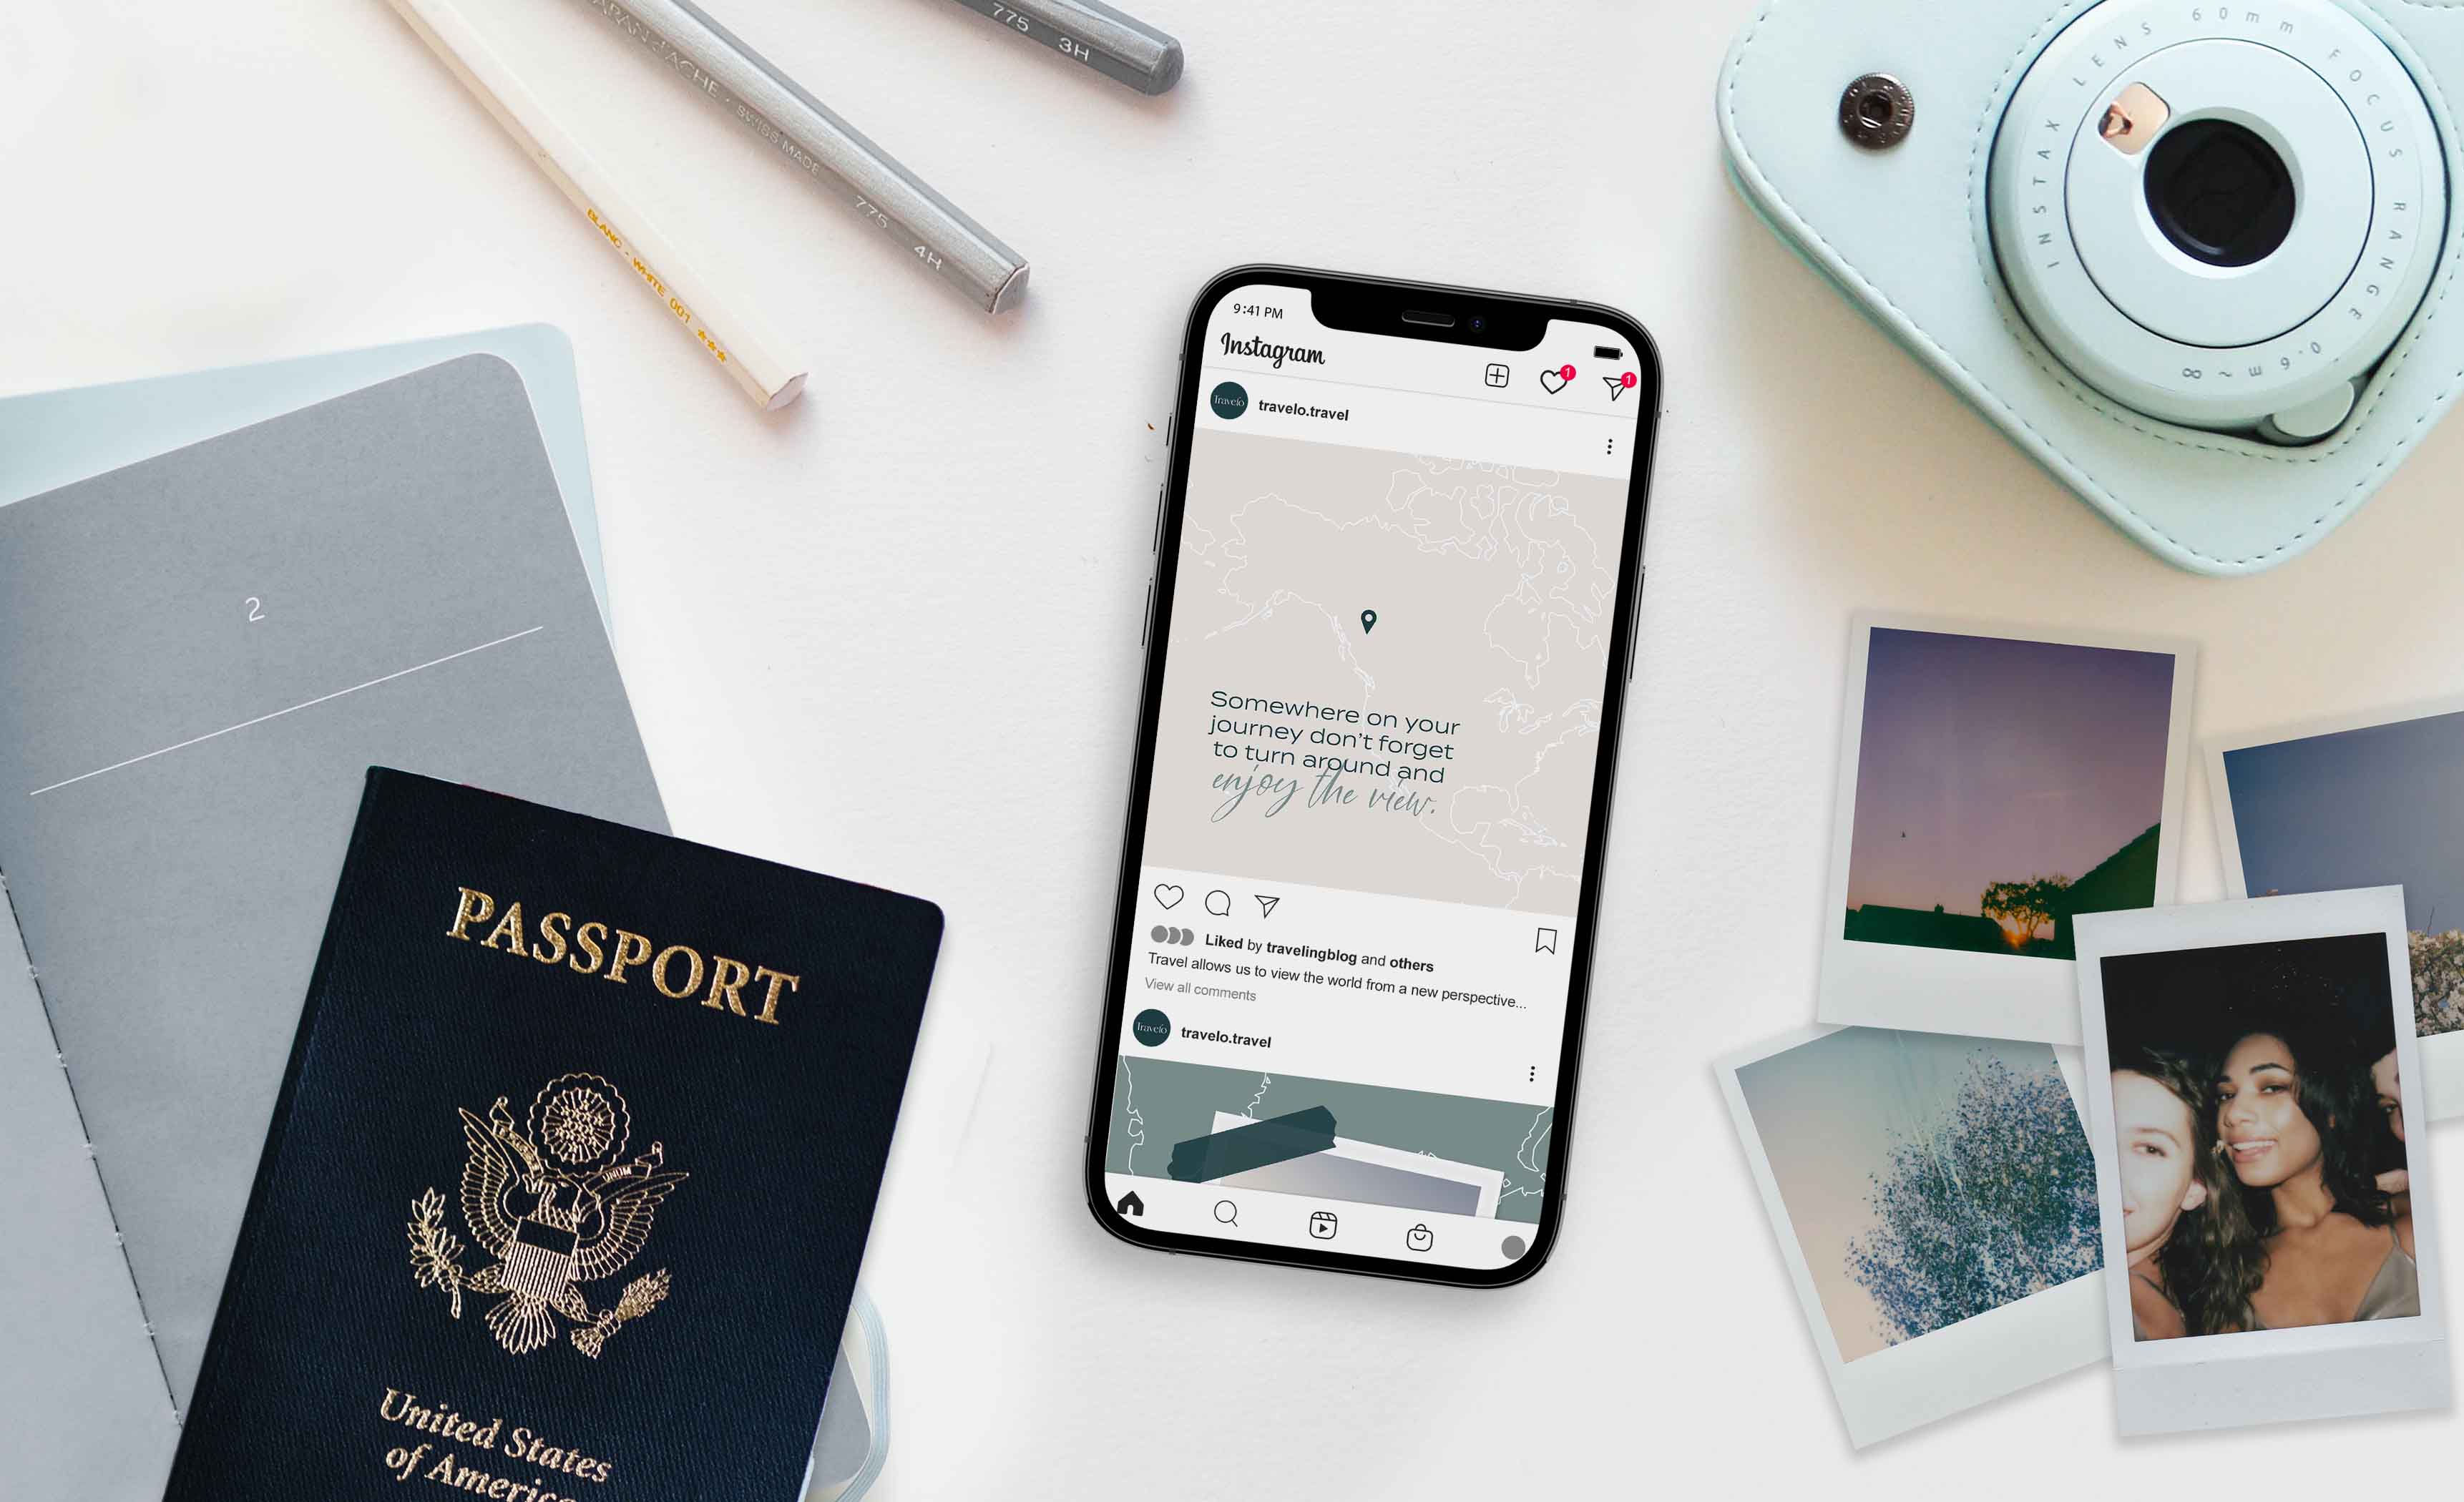 775 3H
CARAN D'ACHE · SWISS MADE 775 4H
BLANC · WHITE 001 ***
INSTAX LENS 60mm FOCUS RANGE 0.6m ~ ∞
2
PASSPORT
United States
of America
9:41 PM
Instagram
1
1
Travelo
travelo.travel
Somewhere on your
journey don't forget
to turn around and
enjoy the view.
Liked by travelingblog and others
Travel allows us to view the world from a new perspective...
View all comments
Travelo
travelo.travel